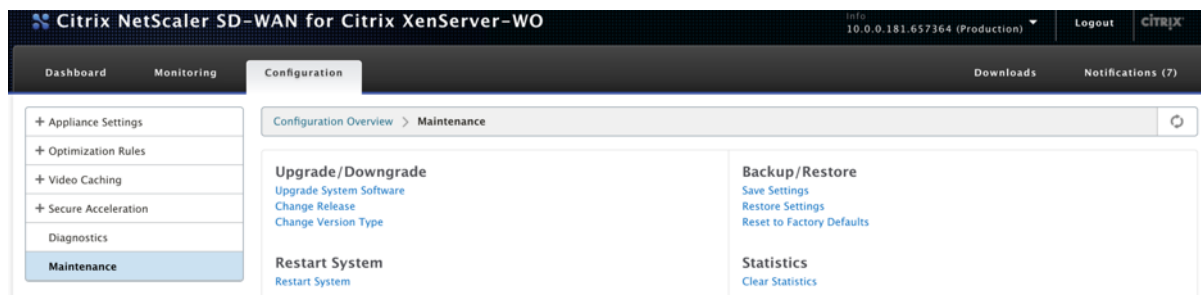 Citrix NetScaler SD-WAN for Citrix XenServer-WO
Info
10.0.0.181.657364 (Production)
Logout
CİTRIX
Dashboard
Monitoring
Configuration
Downloads
Notifications (7)
+ Appliance Settings
+ Optimization Rules
+ Video Caching
+ Secure Acceleration
Diagnostics
Maintenance
Configuration Overview > Maintenance
Upgrade/Downgrade
Upgrade System Software
Change Release
Change Version Type
Restart System
Restart System
Backup/Restore
Save Settings
Restore Settings
Reset to Factory Defaults
Statistics
Clear Statistics